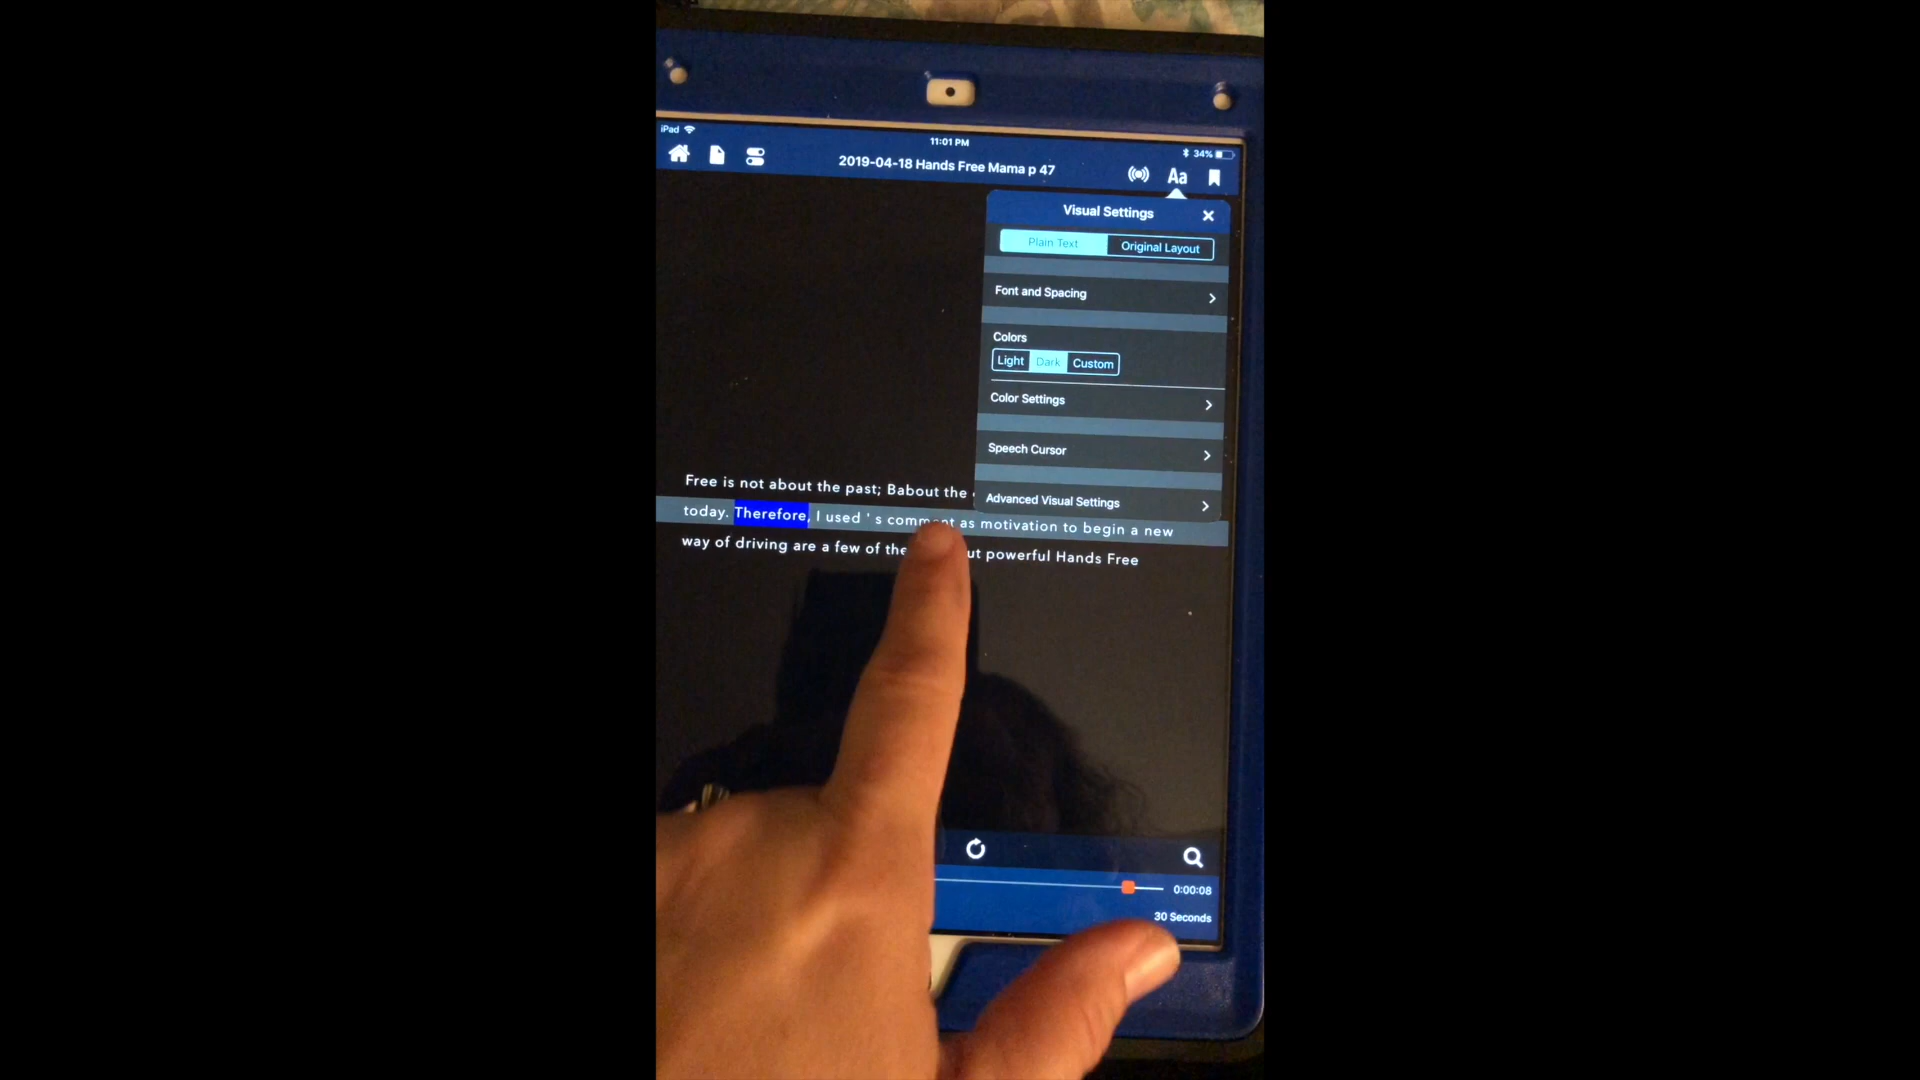 iPad
11:01 PM
34%
2019-04-18 Hands Free Mama p 47
Aa
Visual Settings
Plain Text
Original Layout
Font and Spacing
Colors
Light
Dark
Custom
Color Settings
Speech Cursor
Advanced Visual Settings
Free is not about the past; Babout the
today. Therefore, I used ' s comment as motivation to begin a new
way of driving are a few of the powerful Hands Free
0:00:08
30 Seconds